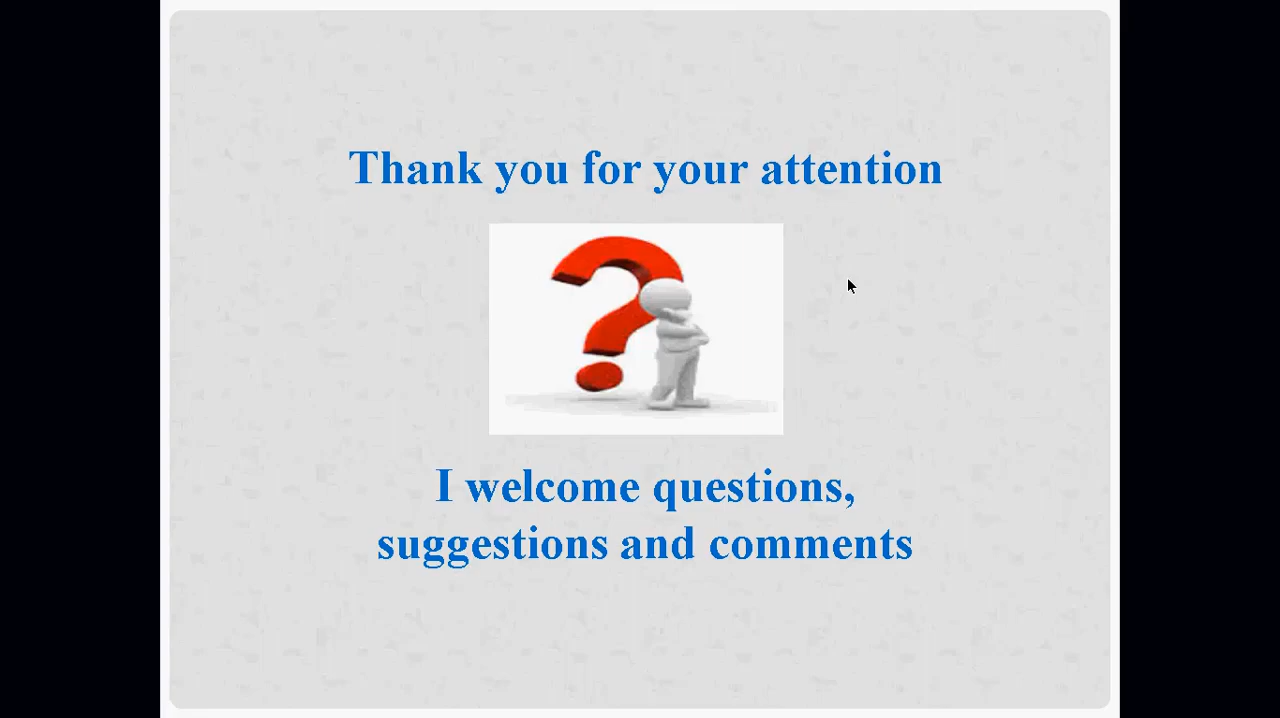 Thank you for your attention
I welcome questions,
suggestions and comments